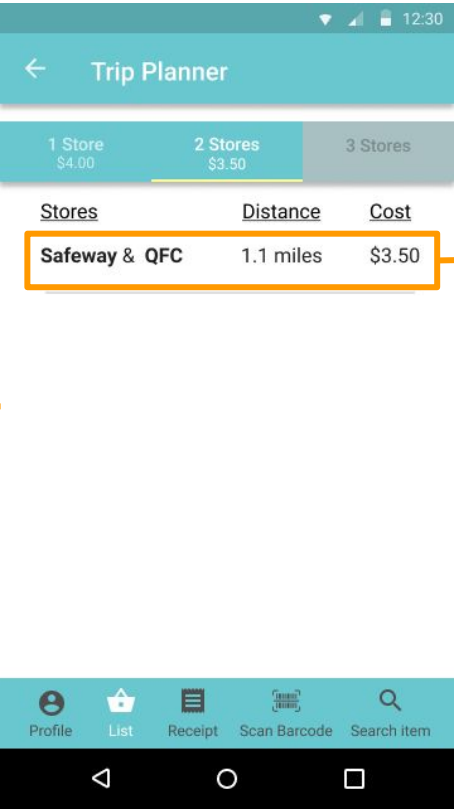 12:30
Trip Planner
1 Store 2 Stores 3 Stores
$4.00 $3.50
Stores Distance Cost
Safeway & QFC 1.1 miles $3.50
Profile List Receipt Scan Barcode Search item